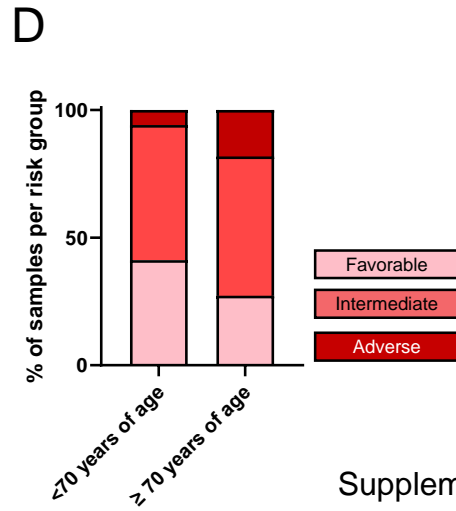 D
% of samples per risk group
100
50
0
<70 years of age
≥ 70 years of age
Favorable
Intermediate
Adverse
Supplem